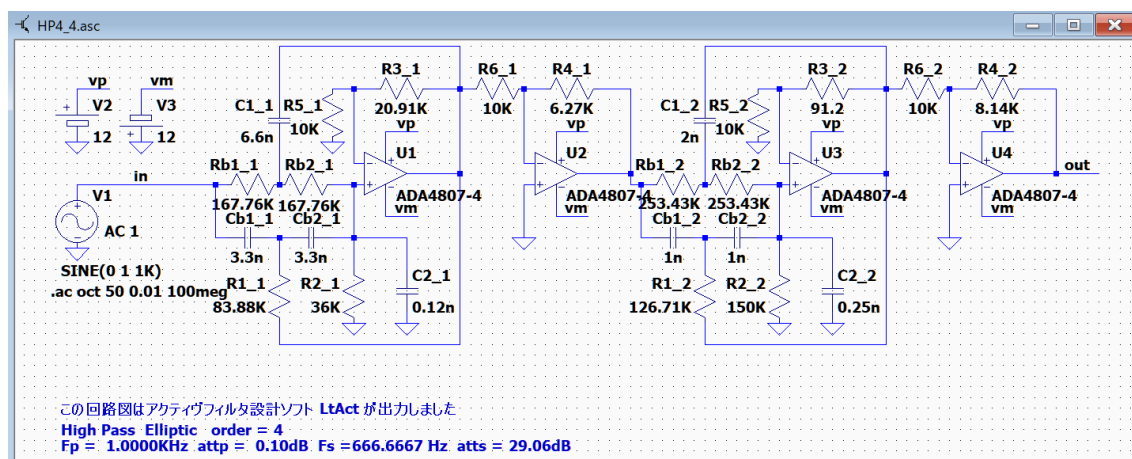 HP4_4.asc
vp
vm
V2
V3
12
12
in
V1
AC 1
SINE(0 1 1K)
.ac oct 50 0.01 100meg
R3_1
20.91K
C1_1
6.6n
R5_1
10K
vp
U1
ADA4807-4
vm
Rb1_1
167.76K
Rb2_1
167.76K
Cb1_1
3.3n
Cb2_1
3.3n
R1_1
83.88K
R2_1
36K
C2_1
0.12n
R6_1
10K
R4_1
6.27K
vp
U2
ADA4807-4
vm
R3_2
91.2
C1_2
2n
R5_2
10K
vp
U3
ADA4807-4
vm
Rb1_2
253.43K
Rb2_2
253.43K
Cb1_2
1n
Cb2_2
1n
R1_2
126.71K
R2_2
150K
C2_2
0.25n
R6_2
10K
R4_2
8.14K
vp
U4
ADA4807-4
vm
out
この回路図はアクティヴフィルタ設計ソフト LtAct が出力しました
High Pass Elliptic order = 4
Fp = 1.0000KHz attp = 0.10dB Fs =666.6667 Hz atts = 29.06dB